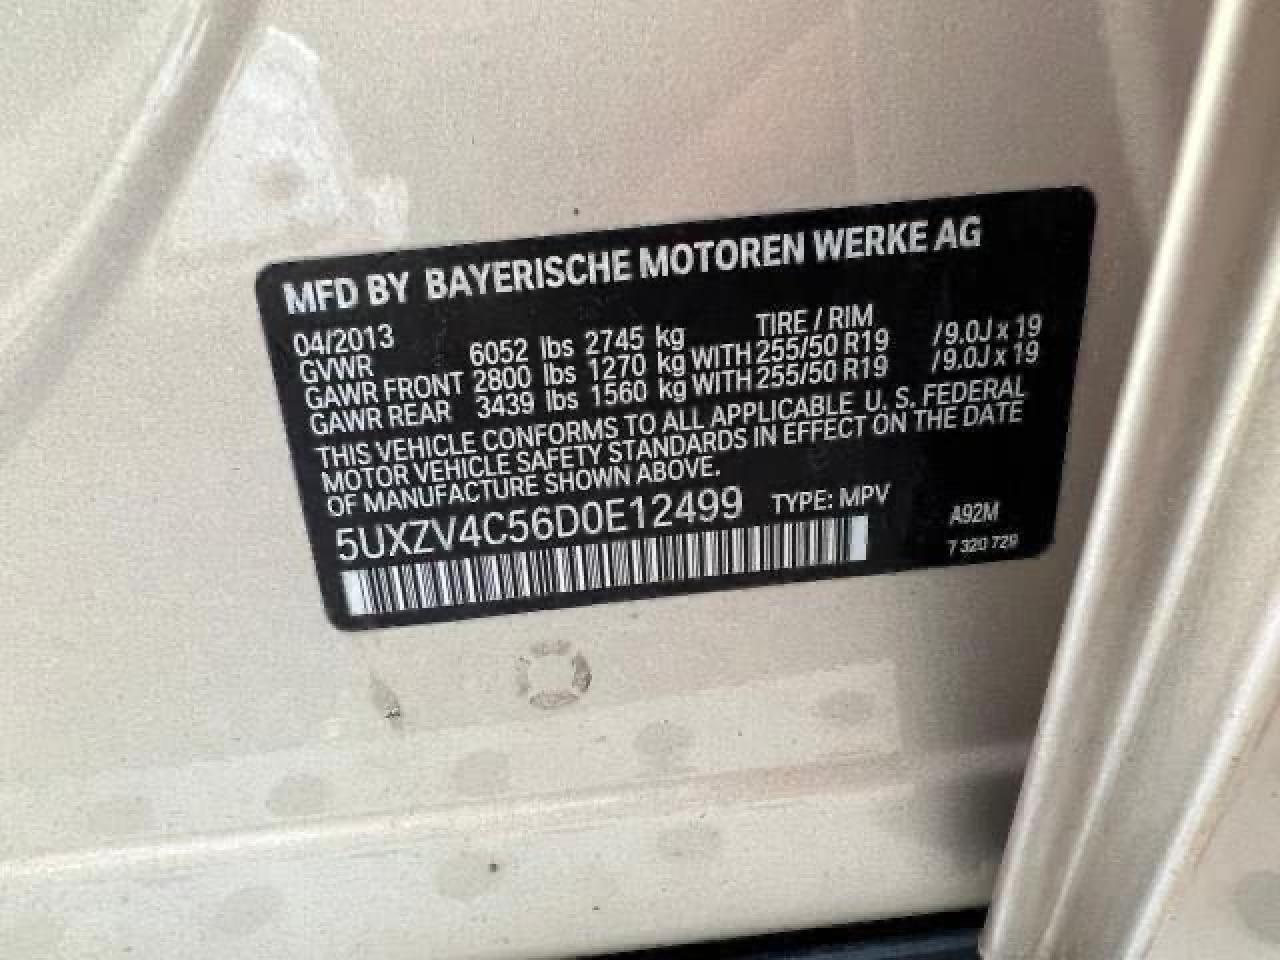 MFD BY BAYERISCHE MOTOREN WERKE AG
04/2013 TIRE / RIM
GVWR 6052 lbs 2745 kg
GAWR FRONT 2800 lbs 1270 kg WITH 255/50 R19 /9.0J x 19
GAWR REAR 3439 lbs 1560 kg WITH 255/50 R19 /9.0J x 19
THIS VEHICLE CONFORMS TO ALL APPLICABLE U. S. FEDERAL
MOTOR VEHICLE SAFETY STANDARDS IN EFFECT ON THE DATE
OF MANUFACTURE SHOWN ABOVE.
5UXZV4C56D0E12499 TYPE: MPV
A92M
7 320 729